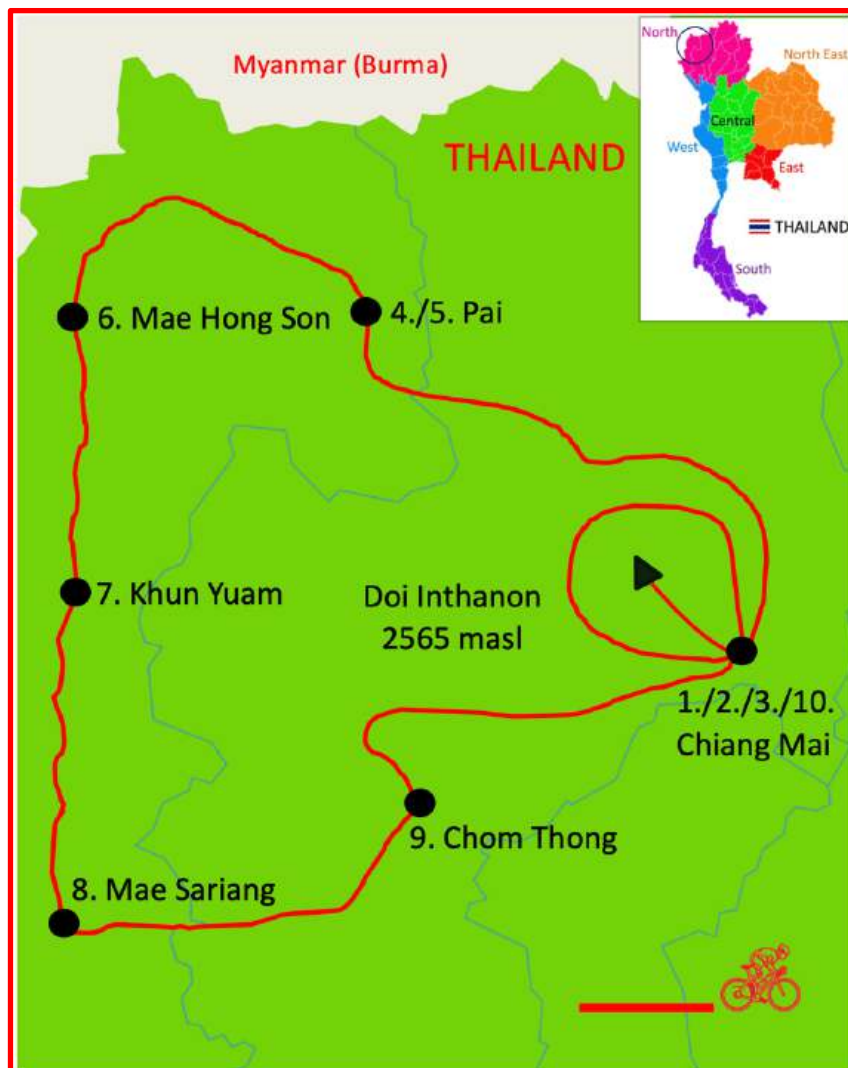 Myanmar (Burma)
THAILAND
North
North East
Central
West
East
THAILAND
South
6. Mae Hong Son
4./5. Pai
7. Khun Yuam
Doi Inthanon
2565 masl
1./2./3./10.
Chiang Mai
9. Chom Thong
8. Mae Sariang